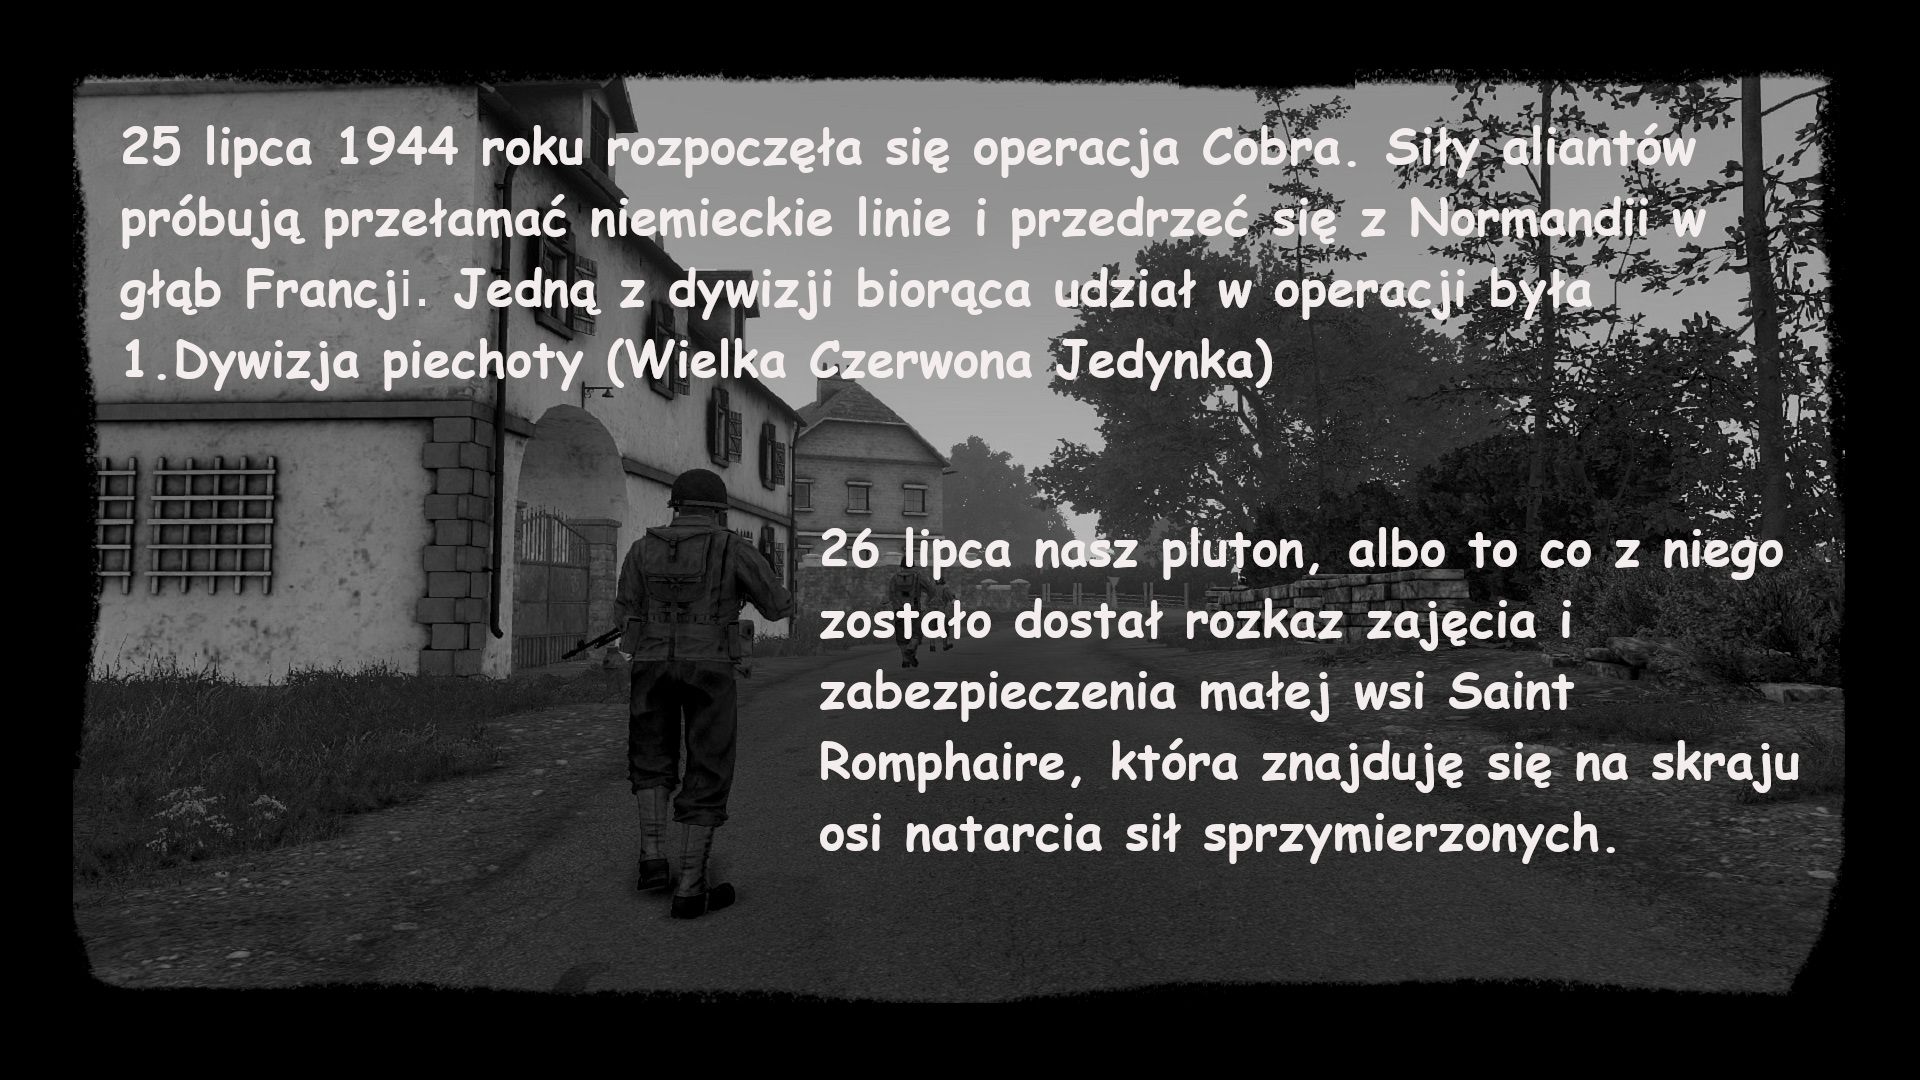 25 lipca 1944 roku rozpoczęła się operacja Cobra. Siły aliantów
próbują przełamać niemieckie linie i przedrzeć się z Normandii w
głąb Francji. Jedną z dywizji biorąca udział w operacji była
1.Dywizja piechoty (Wielka Czerwona Jedynka)
26 lipca nasz pluton, albo to co z niego
zostało dostał rozkaz zajęcia i
zabezpieczenia małej wsi Saint
Romphaire, która znajduję się na skraju
osi natarcia sił sprzymierzonych.